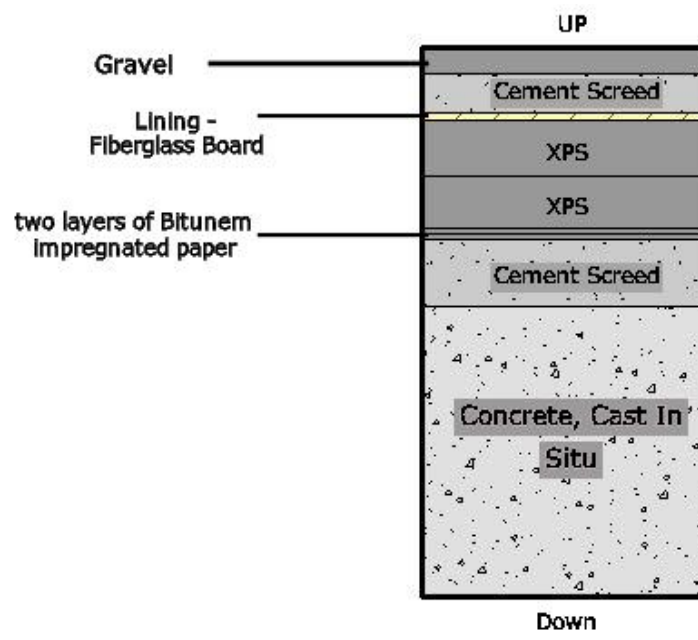 UP
Gravel
Cement Screed
Lining -
Fiberglass Board
XPS
XPS
two layers of Bitunem
impregnated paper
Cement Screed
Concrete, Cast In
Situ
Down